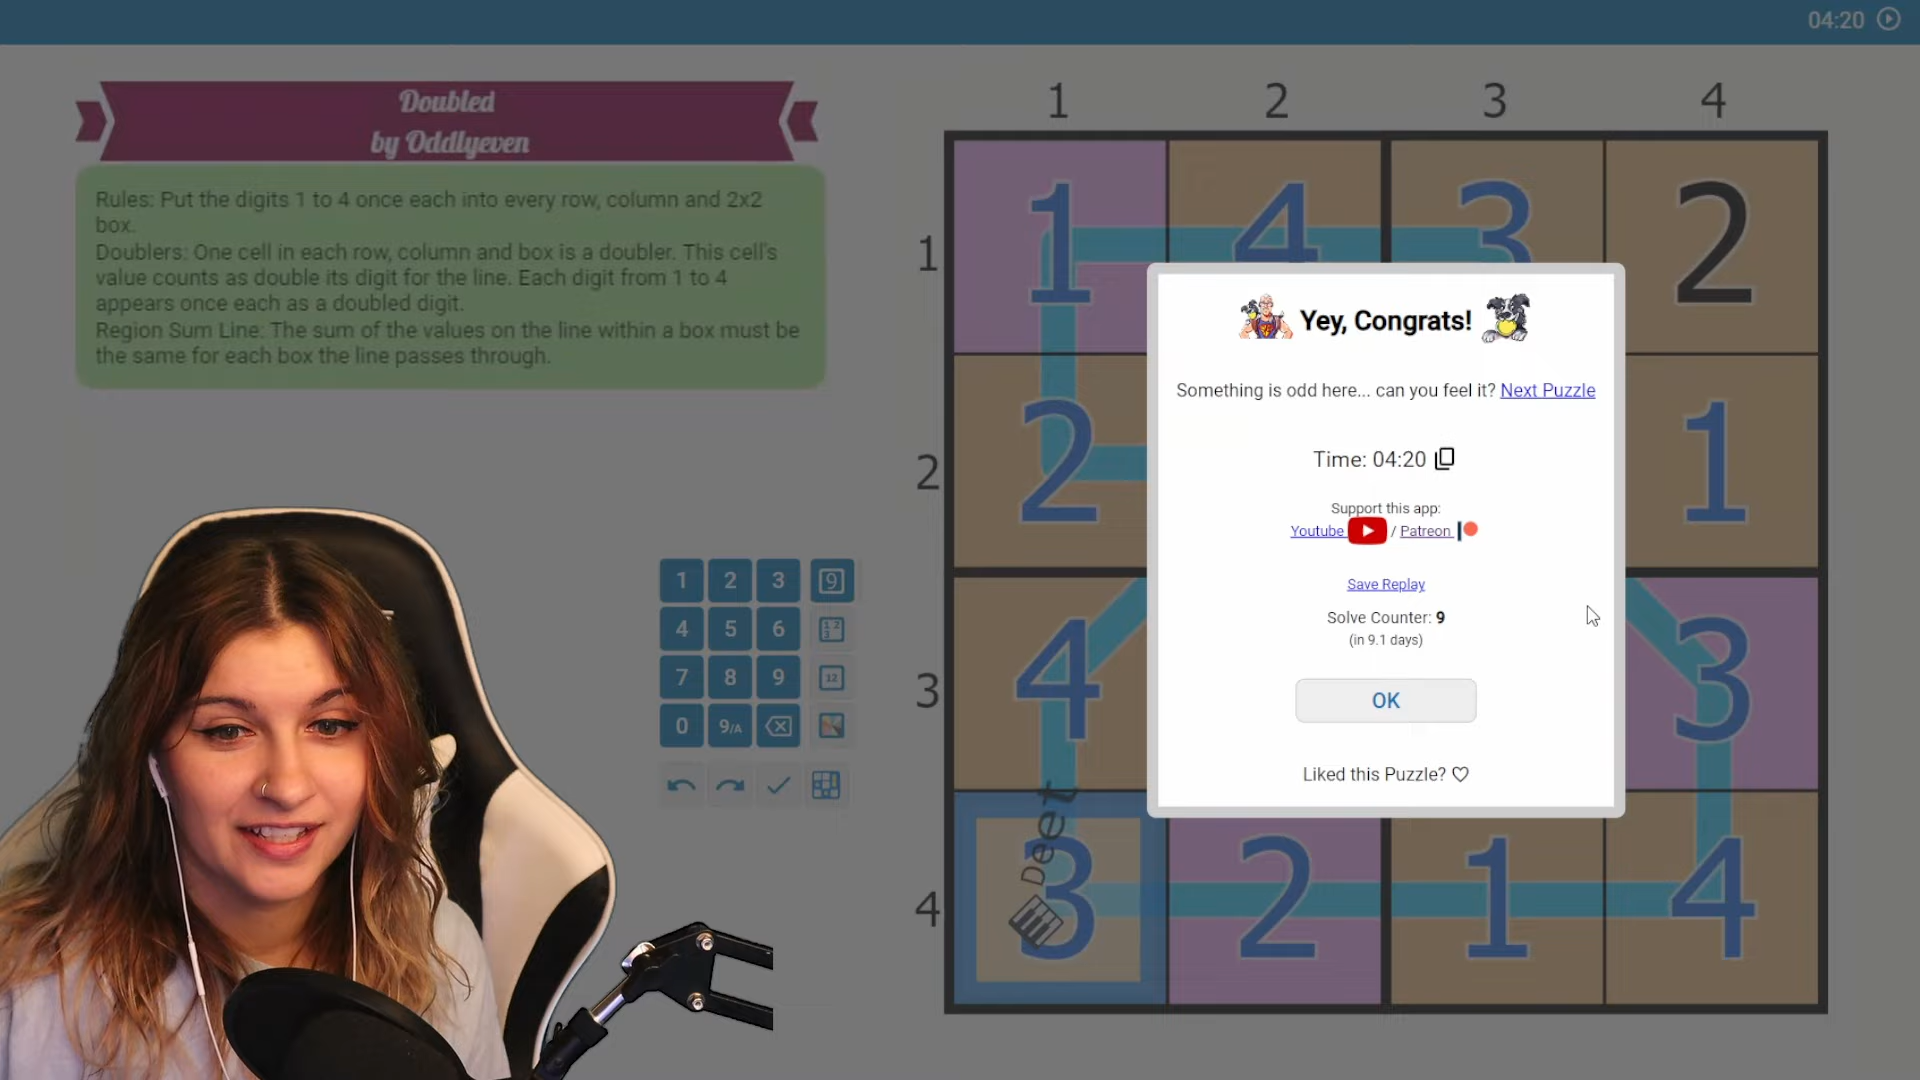 04:20
Doubled
by Oddlyeven
Rules: Put the digits 1 to 4 once each into every row, column and 2x2
box.
Doublers: One cell in each row, column and box is a doubler. This cell's
value counts as double its digit for the line. Each digit from 1 to 4
appears once each as a doubled digit.
Region Sum Line: The sum of the values on the line within a box must be
the same for each box the line passes through.
1 2 3 4
1 1 4 3 2
2 2 1
3 4 3
4 3 2 1 4
Deet
Yey, Congrats!
Something is odd here... can you feel it? Next Puzzle
Time: 04:20
Support this app:
Youtube / Patreon
Save Replay
Solve Counter: 9
(in 9.1 days)
OK
Liked this Puzzle? ♡
1 2 3 9
4 5 6 1 2 3
7 8 9 12
0 9/A